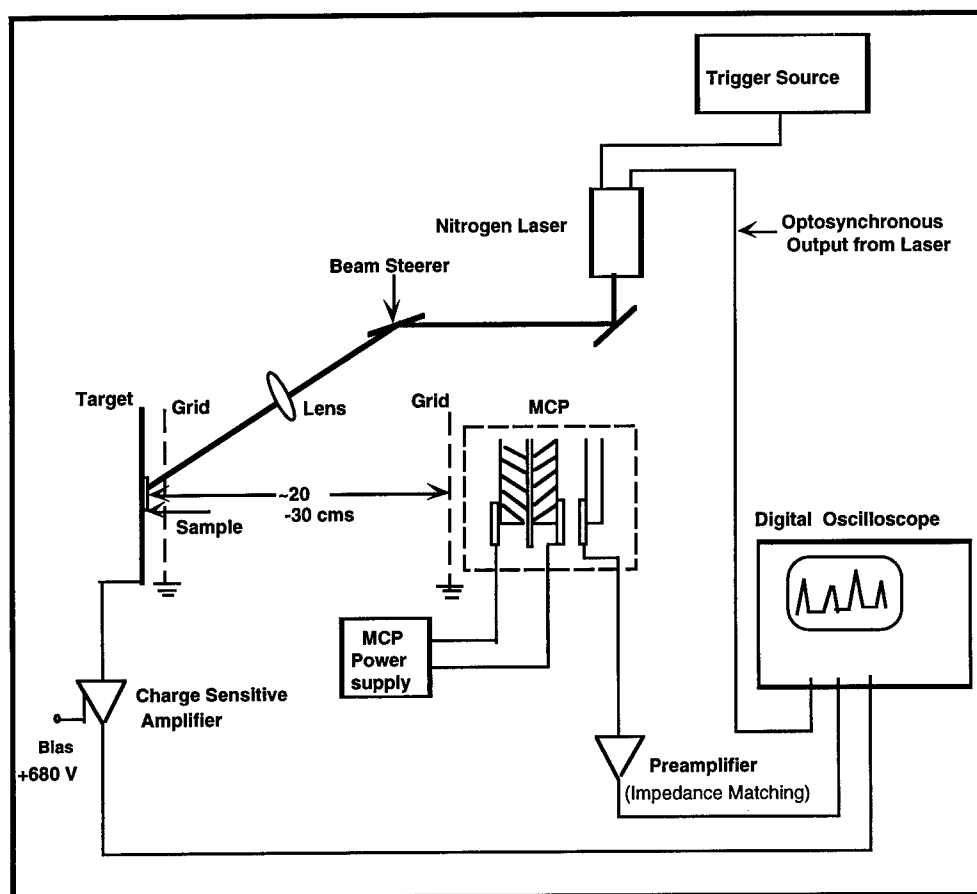 Trigger Source
Nitrogen Laser
Optosynchronous
Output from Laser
Beam Steerer
Target
Grid
Lens
Grid
MCP
~20
-30 cms
Sample
Digital Oscilloscope
MCP
Power
supply
Charge Sensitive
Amplifier
Bias
+680 V
Preamplifier
(Impedance Matching)